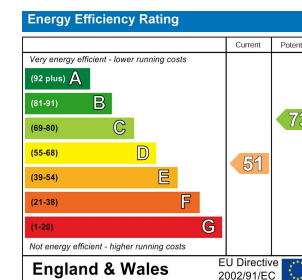 Energy Efficiency Rating
Current
Very energy efficient - lower running costs
(92 plus) A
(81-91) B
(69-80) C
(55-68) D
(39-54) E
(21-38) F
(1-20) G
51
Not energy efficient - higher running costs
England & Wales
EU Directive
2002/91/EC